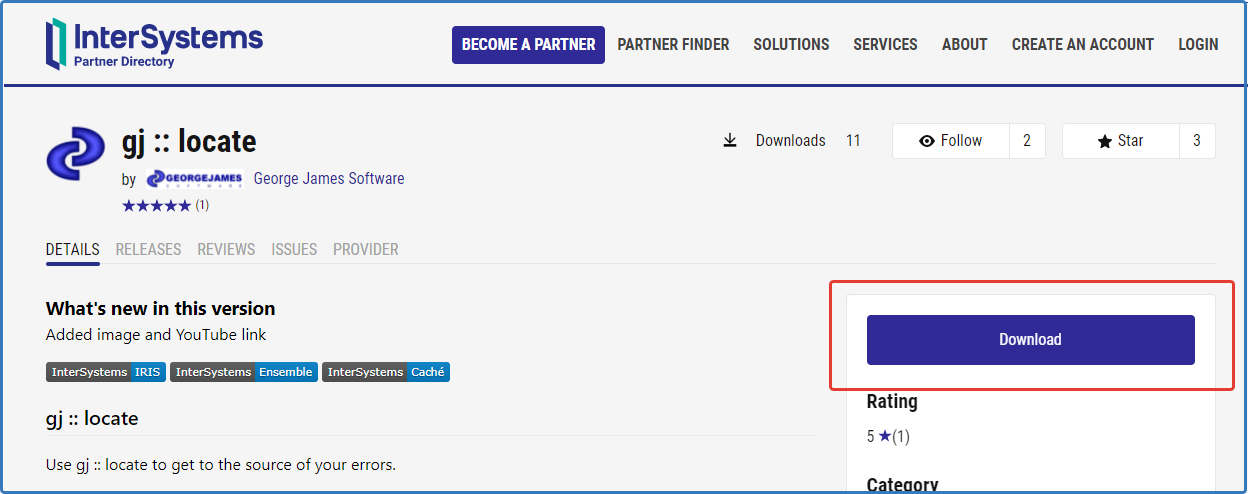 InterSystems
Partner Directory
BECOME A PARTNER PARTNER FINDER SOLUTIONS SERVICES ABOUT CREATE AN ACCOUNT LOGIN
gj :: locate
Downloads 11 Follow 2 Star 3
by GEORGEJAMES SOFTWARE George James Software
(1)
DETAILS RELEASES REVIEWS ISSUES PROVIDER
What's new in this version
Added image and YouTube link
InterSystems IRIS InterSystems Ensemble InterSystems Caché
Download
gj :: locate
Use gj :: locate to get to the source of your errors.
Rating
5 ★(1)
Category